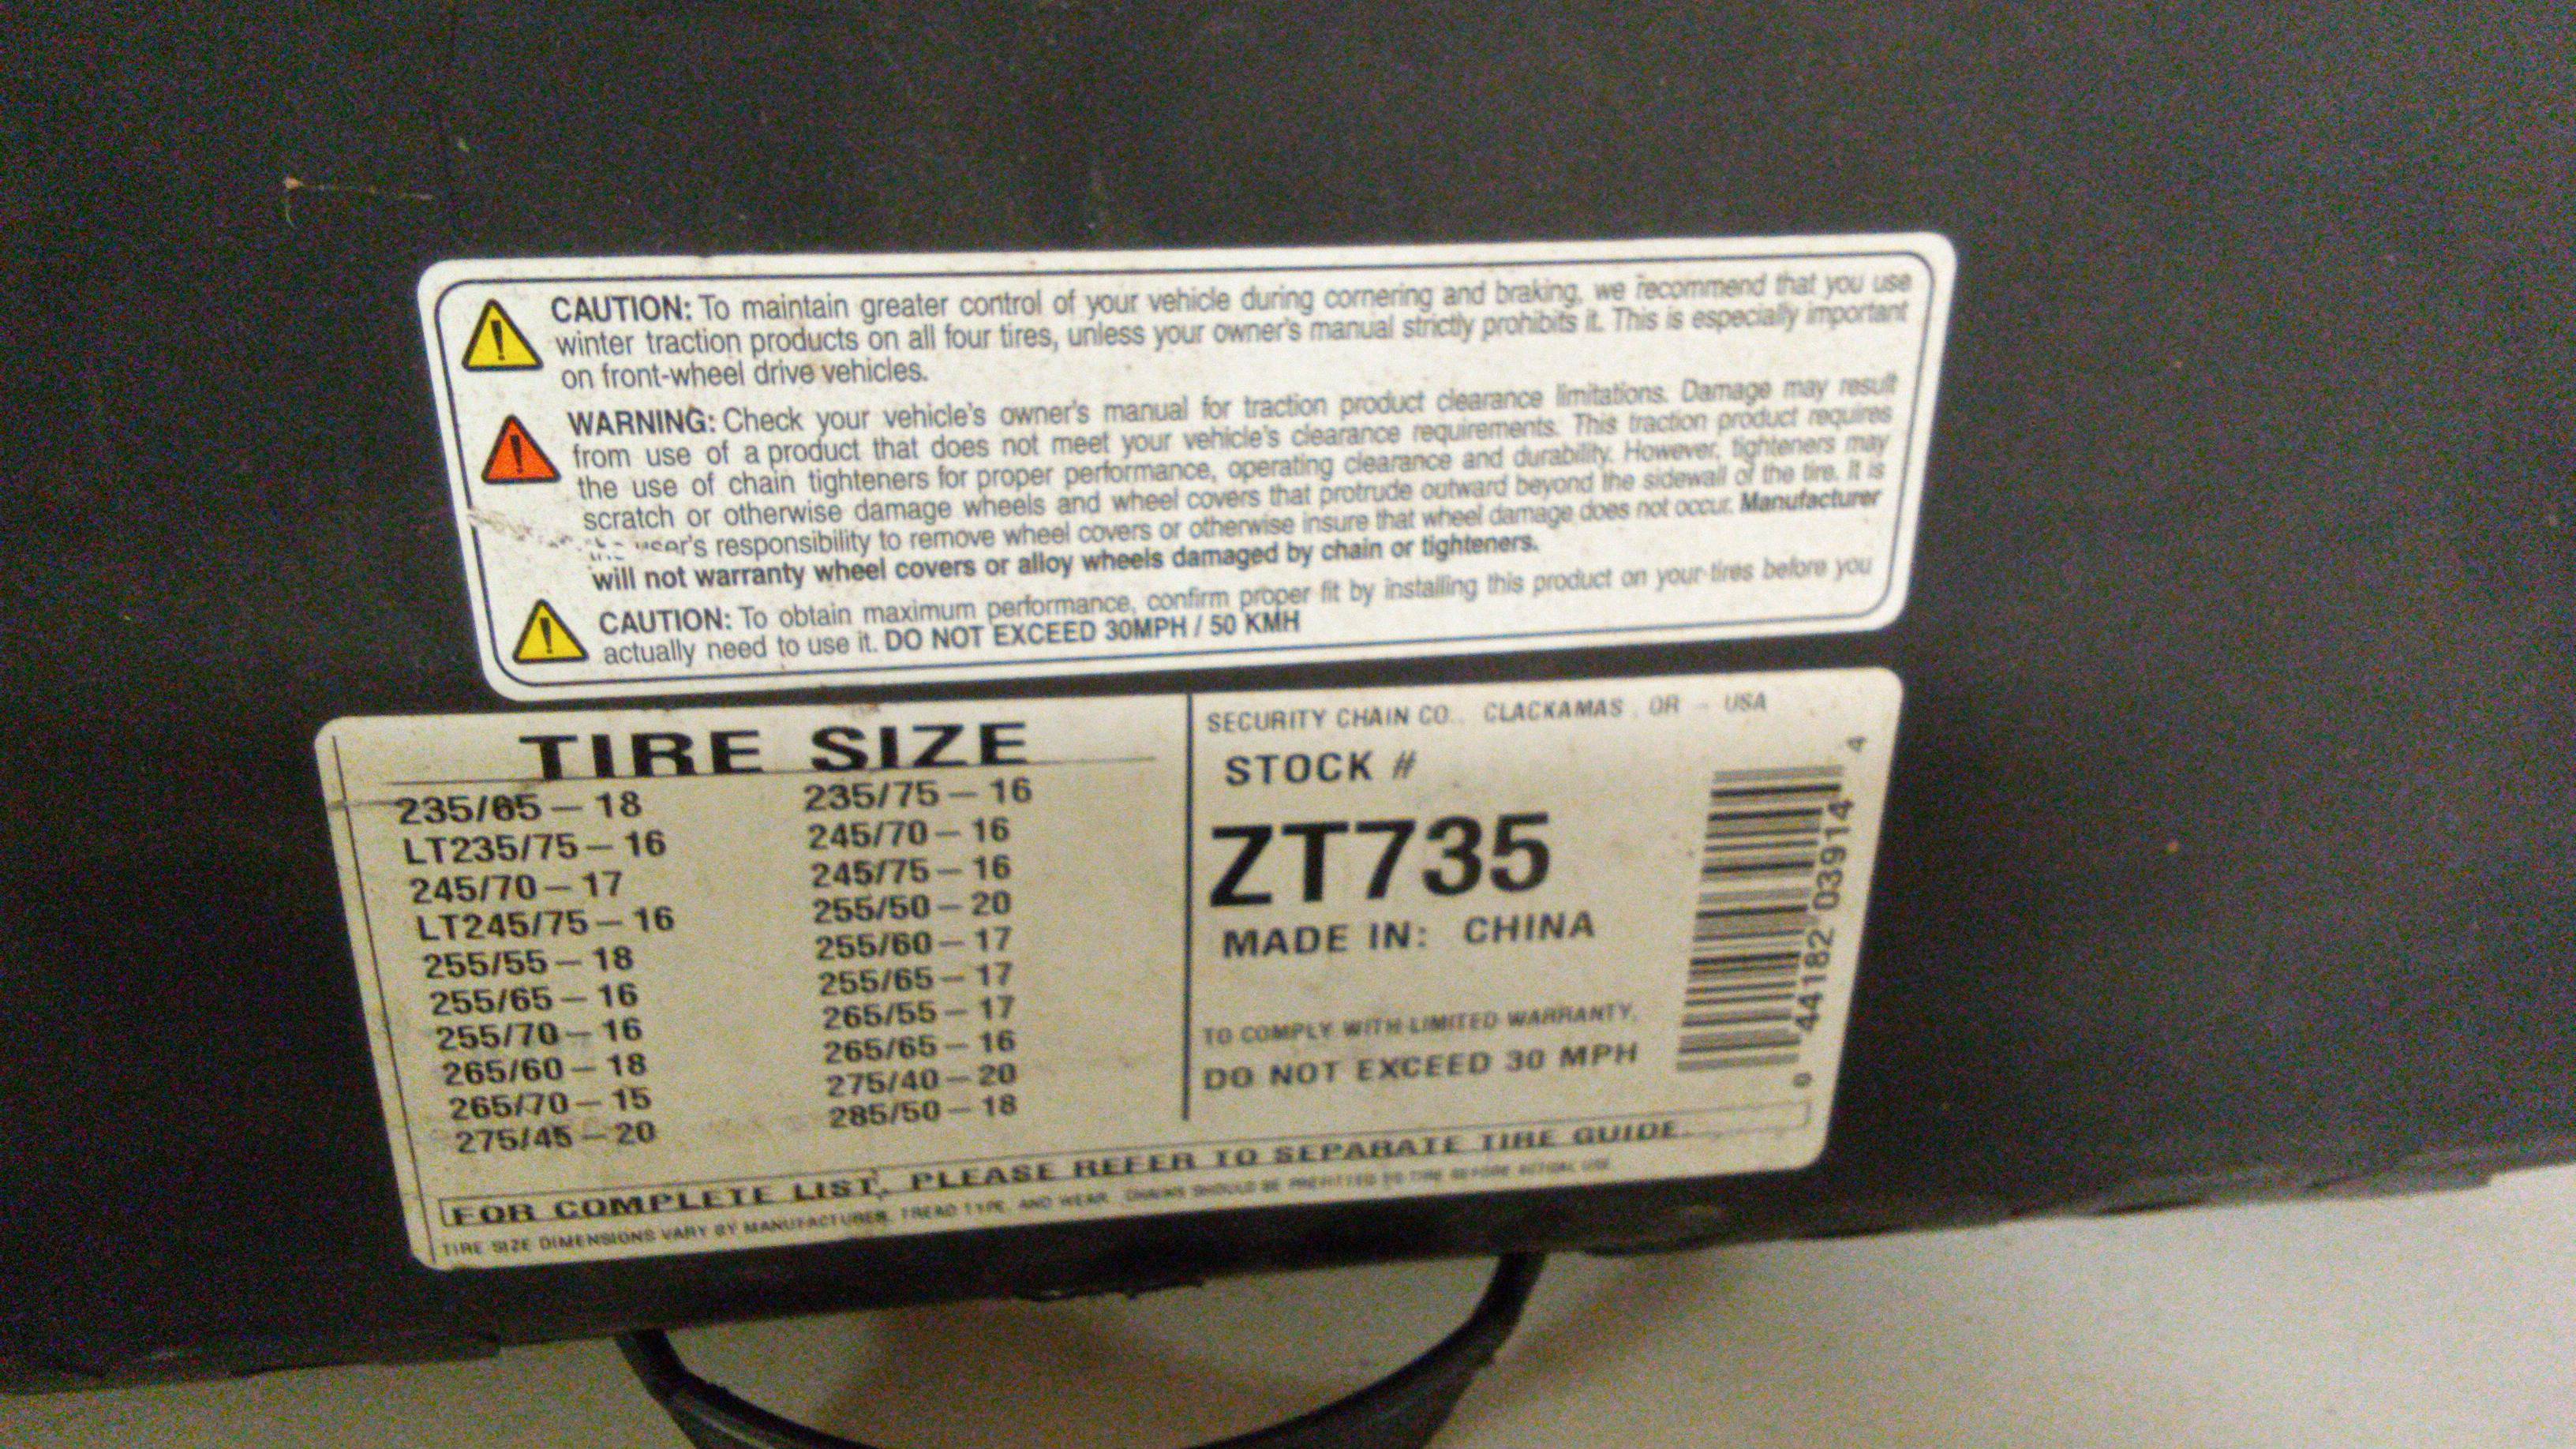 CAUTION: To maintain greater control of your vehicle during cornering and braking, we recommend that you use
winter traction products on all four tires, unless your owner's manual strictly prohibits it. This is especially important
on front-wheel drive vehicles.
WARNING: Check your vehicle's owner's manual for traction product clearance limitations. Damage may result
from use of a product that does not meet your vehicle's clearance requirements. This traction product requires
the use of chain tighteners for proper performance, operating clearance and durability. However, tighteners may
scratch or otherwise damage wheels and wheel covers that protrude outward beyond the sidewall of the tire. It is
the user's responsibility to remove wheel covers or otherwise insure that wheel damage does not occur. Manufacturer
will not warranty wheel covers or alloy wheels damaged by chain or tighteners.
CAUTION: To obtain maximum performance, confirm proper fit by installing this product on your tires before you
actually need to use it. DO NOT EXCEED 30MPH / 50 KMH
TIRE SIZE
235/65 – 18
LT235/75 – 16
245/70 – 17
LT245/75 – 16
255/55 – 18
255/65 – 16
255/70 – 16
265/60 – 18
265/70 – 15
275/45 – 20
235/75 – 16
245/70 – 16
245/75 – 16
255/50 – 20
255/60 – 17
255/65 – 17
265/55 – 17
265/65 – 16
275/40 – 20
285/50 – 18
SECURITY CHAIN CO., CLACKAMAS, OR - USA
STOCK #
ZT735
MADE IN: CHINA
TO COMPLY WITH LIMITED WARRANTY,
DO NOT EXCEED 30 MPH
0 44182 03914 4
FOR COMPLETE LIST, PLEASE REFER TO SEPARATE TIRE GUIDE.
TIRE SIZE DIMENSIONS VARY BY MANUFACTURER, TREAD TYPE, AND WEAR. CHAINS SHOULD BE PREFITTED TO TIRE BEFORE ACTUAL USE